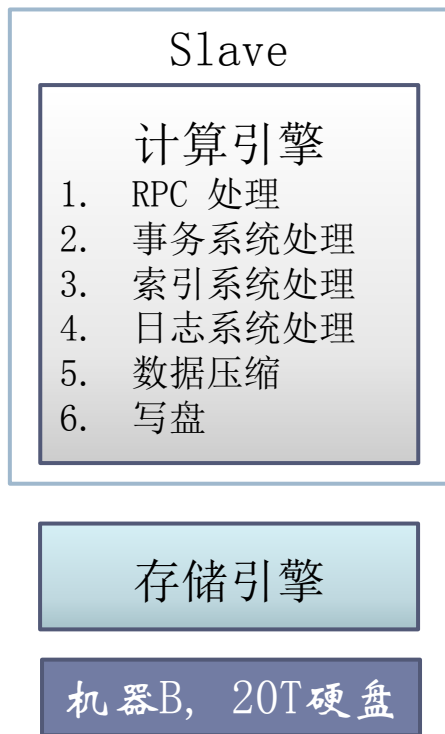 Slave
计算引擎
1. RPC 处理
2. 事务系统处理
3. 索引系统处理
4. 日志系统处理
5. 数据压缩
6. 写盘
存储引擎
机器B, 20T硬盘